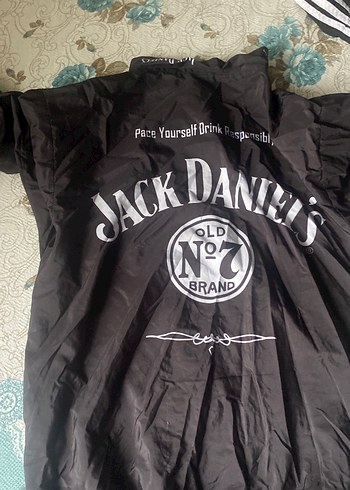 Pace Yourself Drink Responsibly
JACK DANIEL'S
OLD
Nº7
BRAND